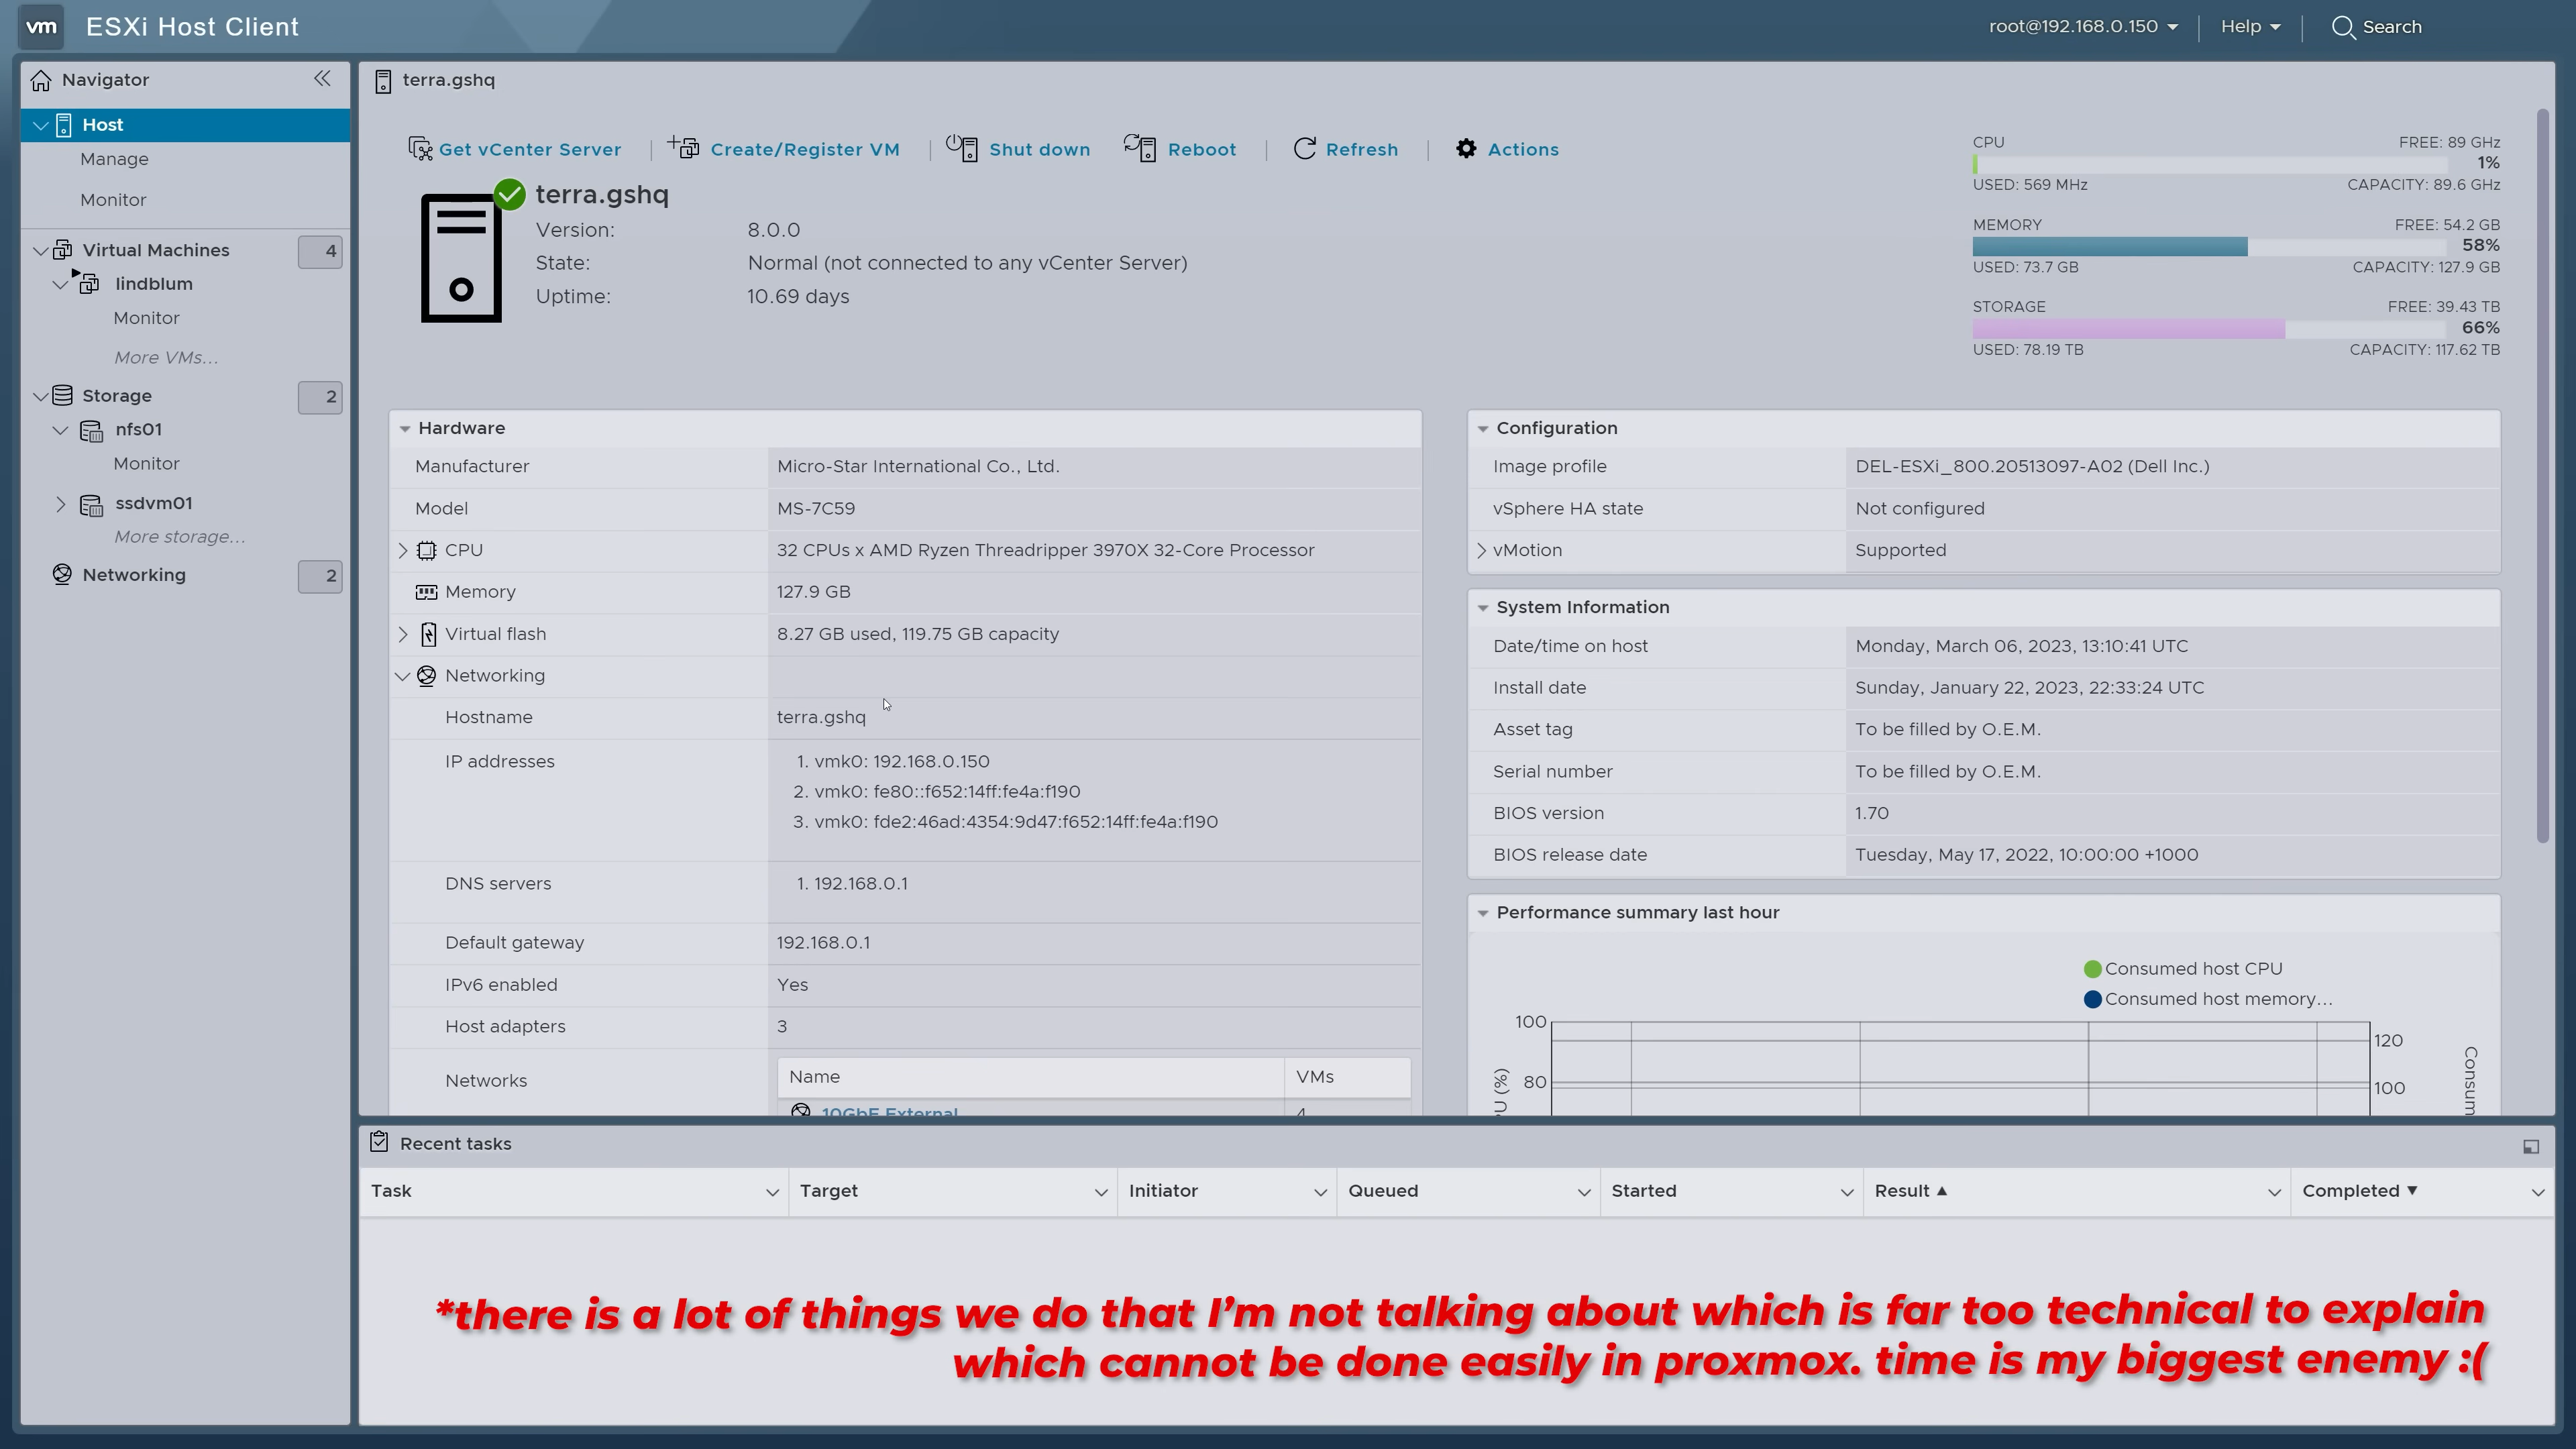 vm ESXi Host Client
root@192.168.0.150
Help
Search
Navigator
Host
Manage
Monitor
Virtual Machines 4
lindblum
Monitor
More VMs...
Storage 2
nfs01
Monitor
ssdvm01
More storage...
Networking 2
terra.gshq
Get vCenter Server
Create/Register VM
Shut down
Reboot
Refresh
Actions
terra.gshq
Version: 8.0.0
State: Normal (not connected to any vCenter Server)
Uptime: 10.69 days
CPU FREE: 89 GHz
1%
USED: 569 MHz CAPACITY: 89.6 GHz
MEMORY FREE: 54.2 GB
58%
USED: 73.7 GB CAPACITY: 127.9 GB
STORAGE FREE: 39.43 TB
66%
USED: 78.19 TB CAPACITY: 117.62 TB
Hardware
Manufacturer Micro-Star International Co., Ltd.
Model MS-7C59
CPU 32 CPUs x AMD Ryzen Threadripper 3970X 32-Core Processor
Memory 127.9 GB
Virtual flash 8.27 GB used, 119.75 GB capacity
Networking
Hostname terra.gshq
IP addresses 1. vmk0: 192.168.0.150
2. vmk0: fe80::f652:14ff:fe4a:f190
3. vmk0: fde2:46ad:4354:9d47:f652:14ff:fe4a:f190
DNS servers 1. 192.168.0.1
Default gateway 192.168.0.1
IPv6 enabled Yes
Host adapters 3
Networks Name VMs
10GbE External 4
Configuration
Image profile DEL-ESXi_800.20513097-A02 (Dell Inc.)
vSphere HA state Not configured
vMotion Supported
System Information
Date/time on host Monday, March 06, 2023, 13:10:41 UTC
Install date Sunday, January 22, 2023, 22:33:24 UTC
Asset tag To be filled by O.E.M.
Serial number To be filled by O.E.M.
BIOS version 1.70
BIOS release date Tuesday, May 17, 2022, 10:00:00 +1000
Performance summary last hour
Consumed host CPU
Consumed host memory...
100
120
80
100
U (%)
Consum
Recent tasks
Task Target Initiator Queued Started Result ▲ Completed ▼
*there is a lot of things we do that I'm not talking about which is far too technical to explain
which cannot be done easily in proxmox. time is my biggest enemy :(